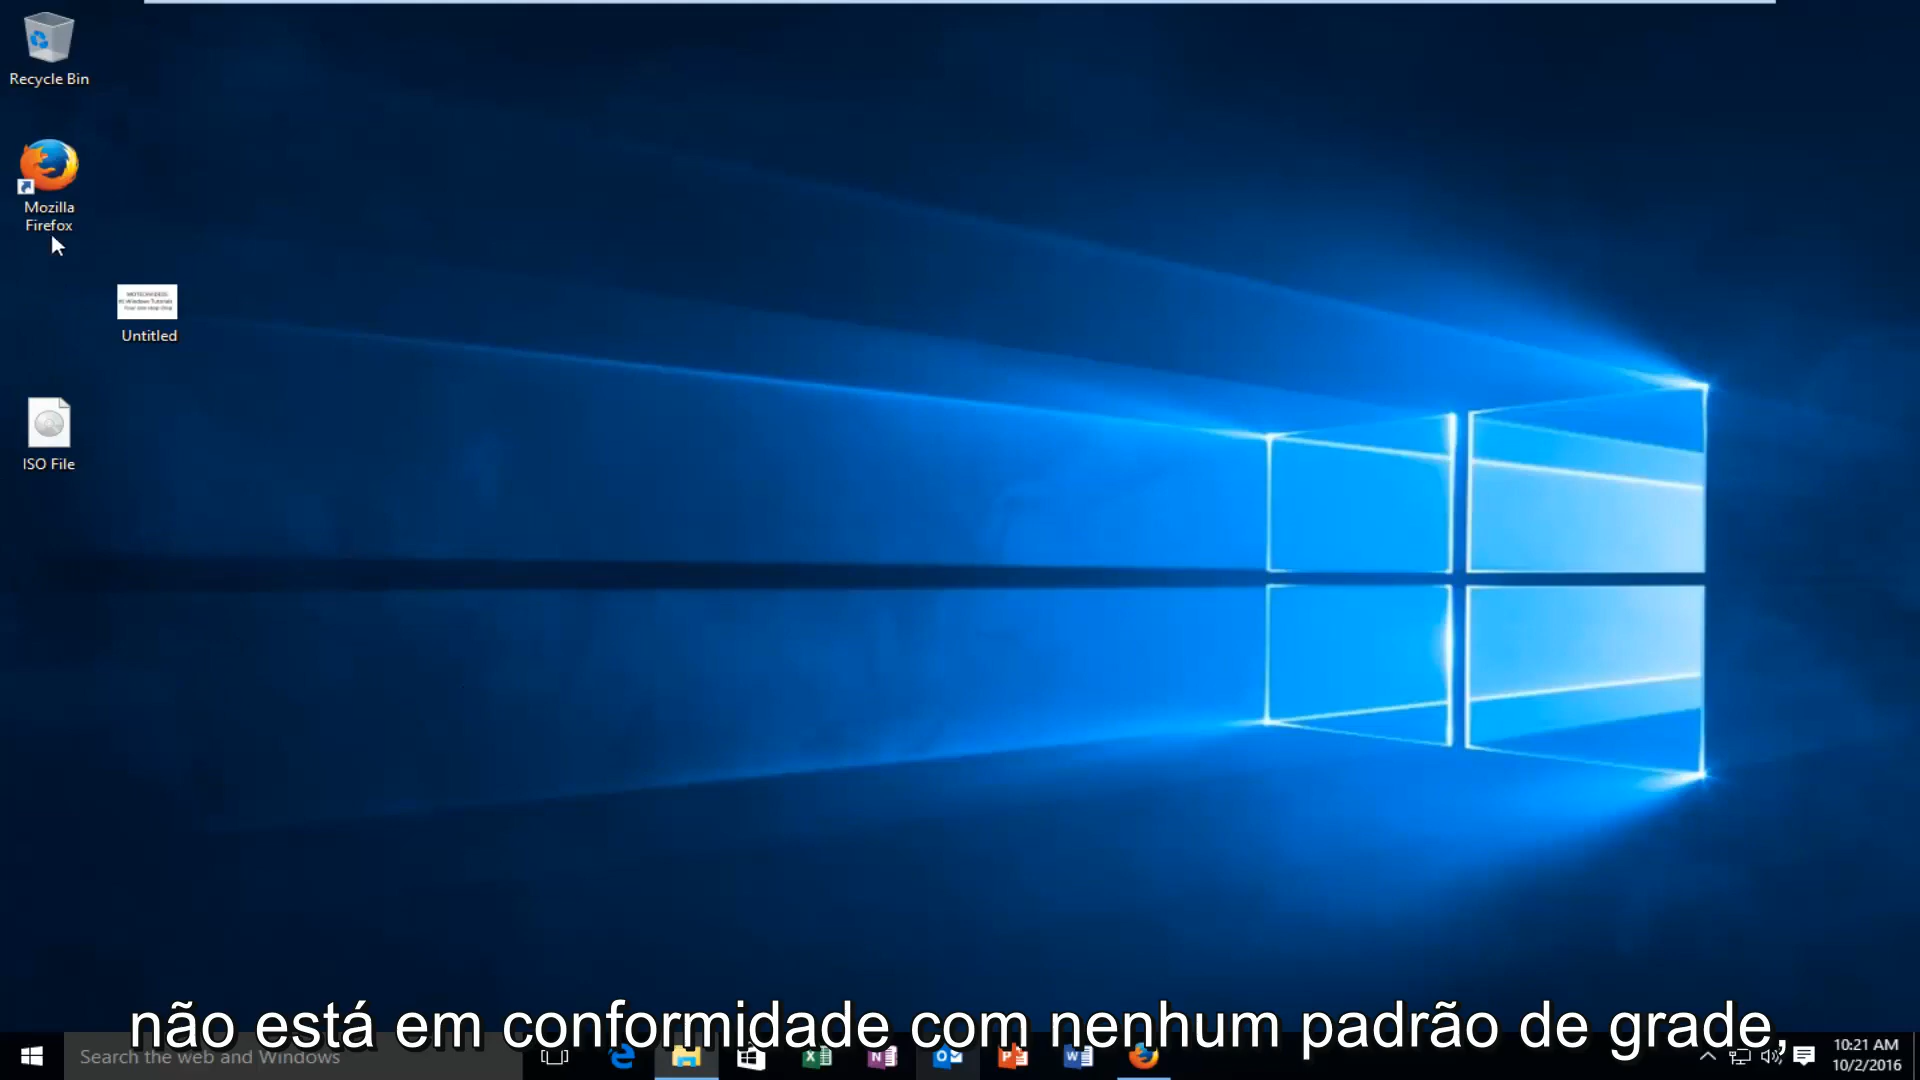 Recycle Bin
Mozilla
Firefox
Untitled
ISO File
não está em conformidade com nenhum padrão de grade,
Search the web and Windows
10:21 AM
10/2/2016